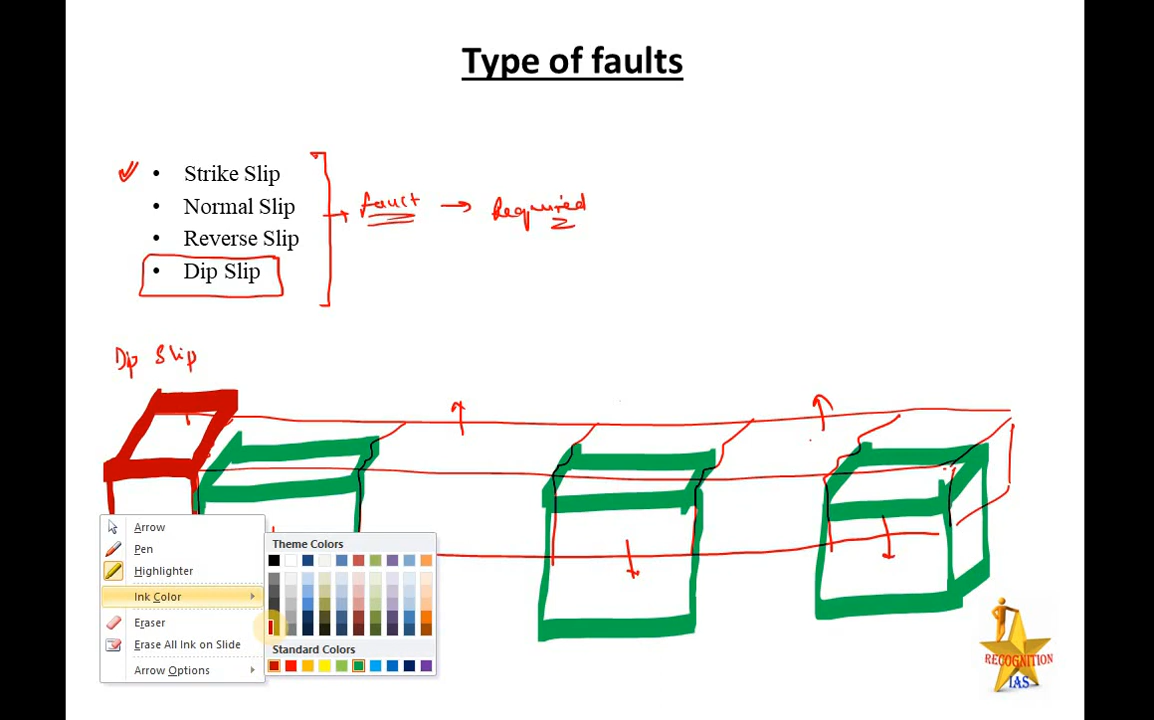 Type of faults
• Strike Slip
• Normal Slip
• Reverse Slip
• Dip Slip
fauct → Required
Dip Slip
Arrow
Pen
Highlighter
Ink Color
Eraser
Erase All Ink on Slide
Arrow Options
Theme Colors
Standard Colors
RECOGNITION
IAS